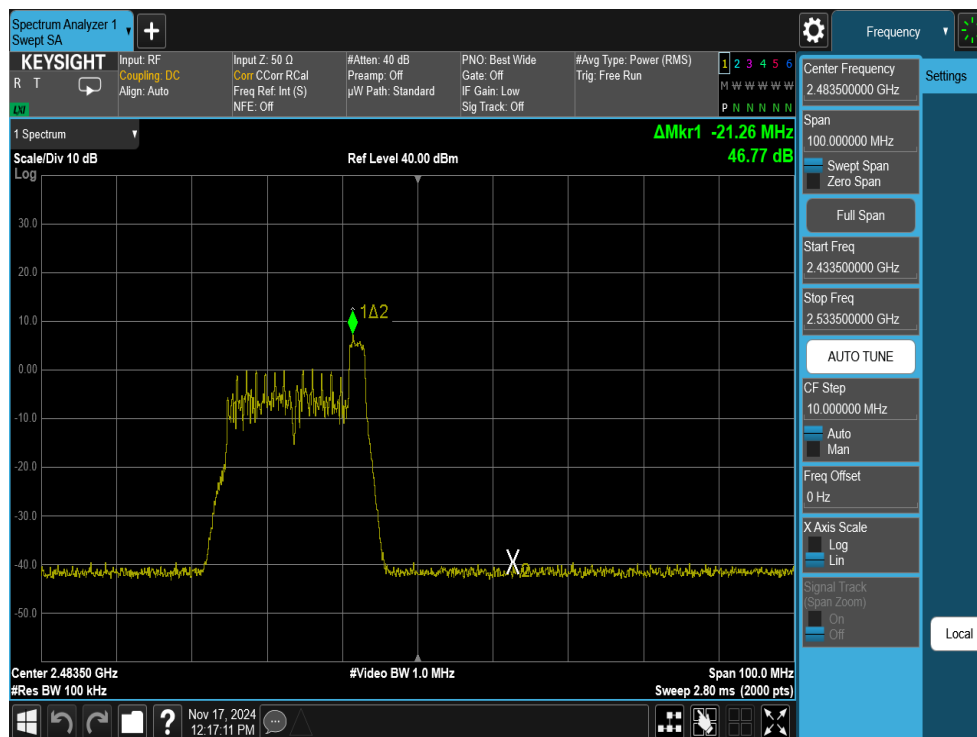 Spectrum Analyzer 1
Swept SA
+
Frequency
KEYSIGHT
R T
LXI
Input: RF
Coupling: DC
Align: Auto
Input Z: 50 Ω
Corr CCorr RCal
Freq Ref: Int (S)
NFE: Off
#Atten: 40 dB
Preamp: Off
µW Path: Standard
PNO: Best Wide
Gate: Off
IF Gain: Low
Sig Track: Off
#Avg Type: Power (RMS)
Trig: Free Run
1 2 3 4 5 6
M W W W W W
P N N N N N
1 Spectrum
ΔMkr1 -21.26 MHz
46.77 dB
Scale/Div 10 dB
Ref Level 40.00 dBm
Log
30.0
20.0
10.0
0.00
-10.0
-20.0
-30.0
-40.0
-50.0
1Δ2
X2
Center 2.48350 GHz
#Video BW 1.0 MHz
Span 100.0 MHz
#Res BW 100 kHz
Sweep 2.80 ms (2000 pts)
Center Frequency
2.483500000 GHz
Settings
Span
100.000000 MHz
Swept Span
Zero Span
Full Span
Start Freq
2.433500000 GHz
Stop Freq
2.533500000 GHz
AUTO TUNE
CF Step
10.000000 MHz
Auto
Man
Freq Offset
0 Hz
X Axis Scale
Log
Lin
Signal Track
(Span Zoom)
On
Off
Local
?
Nov 17, 2024
12:17:11 PM